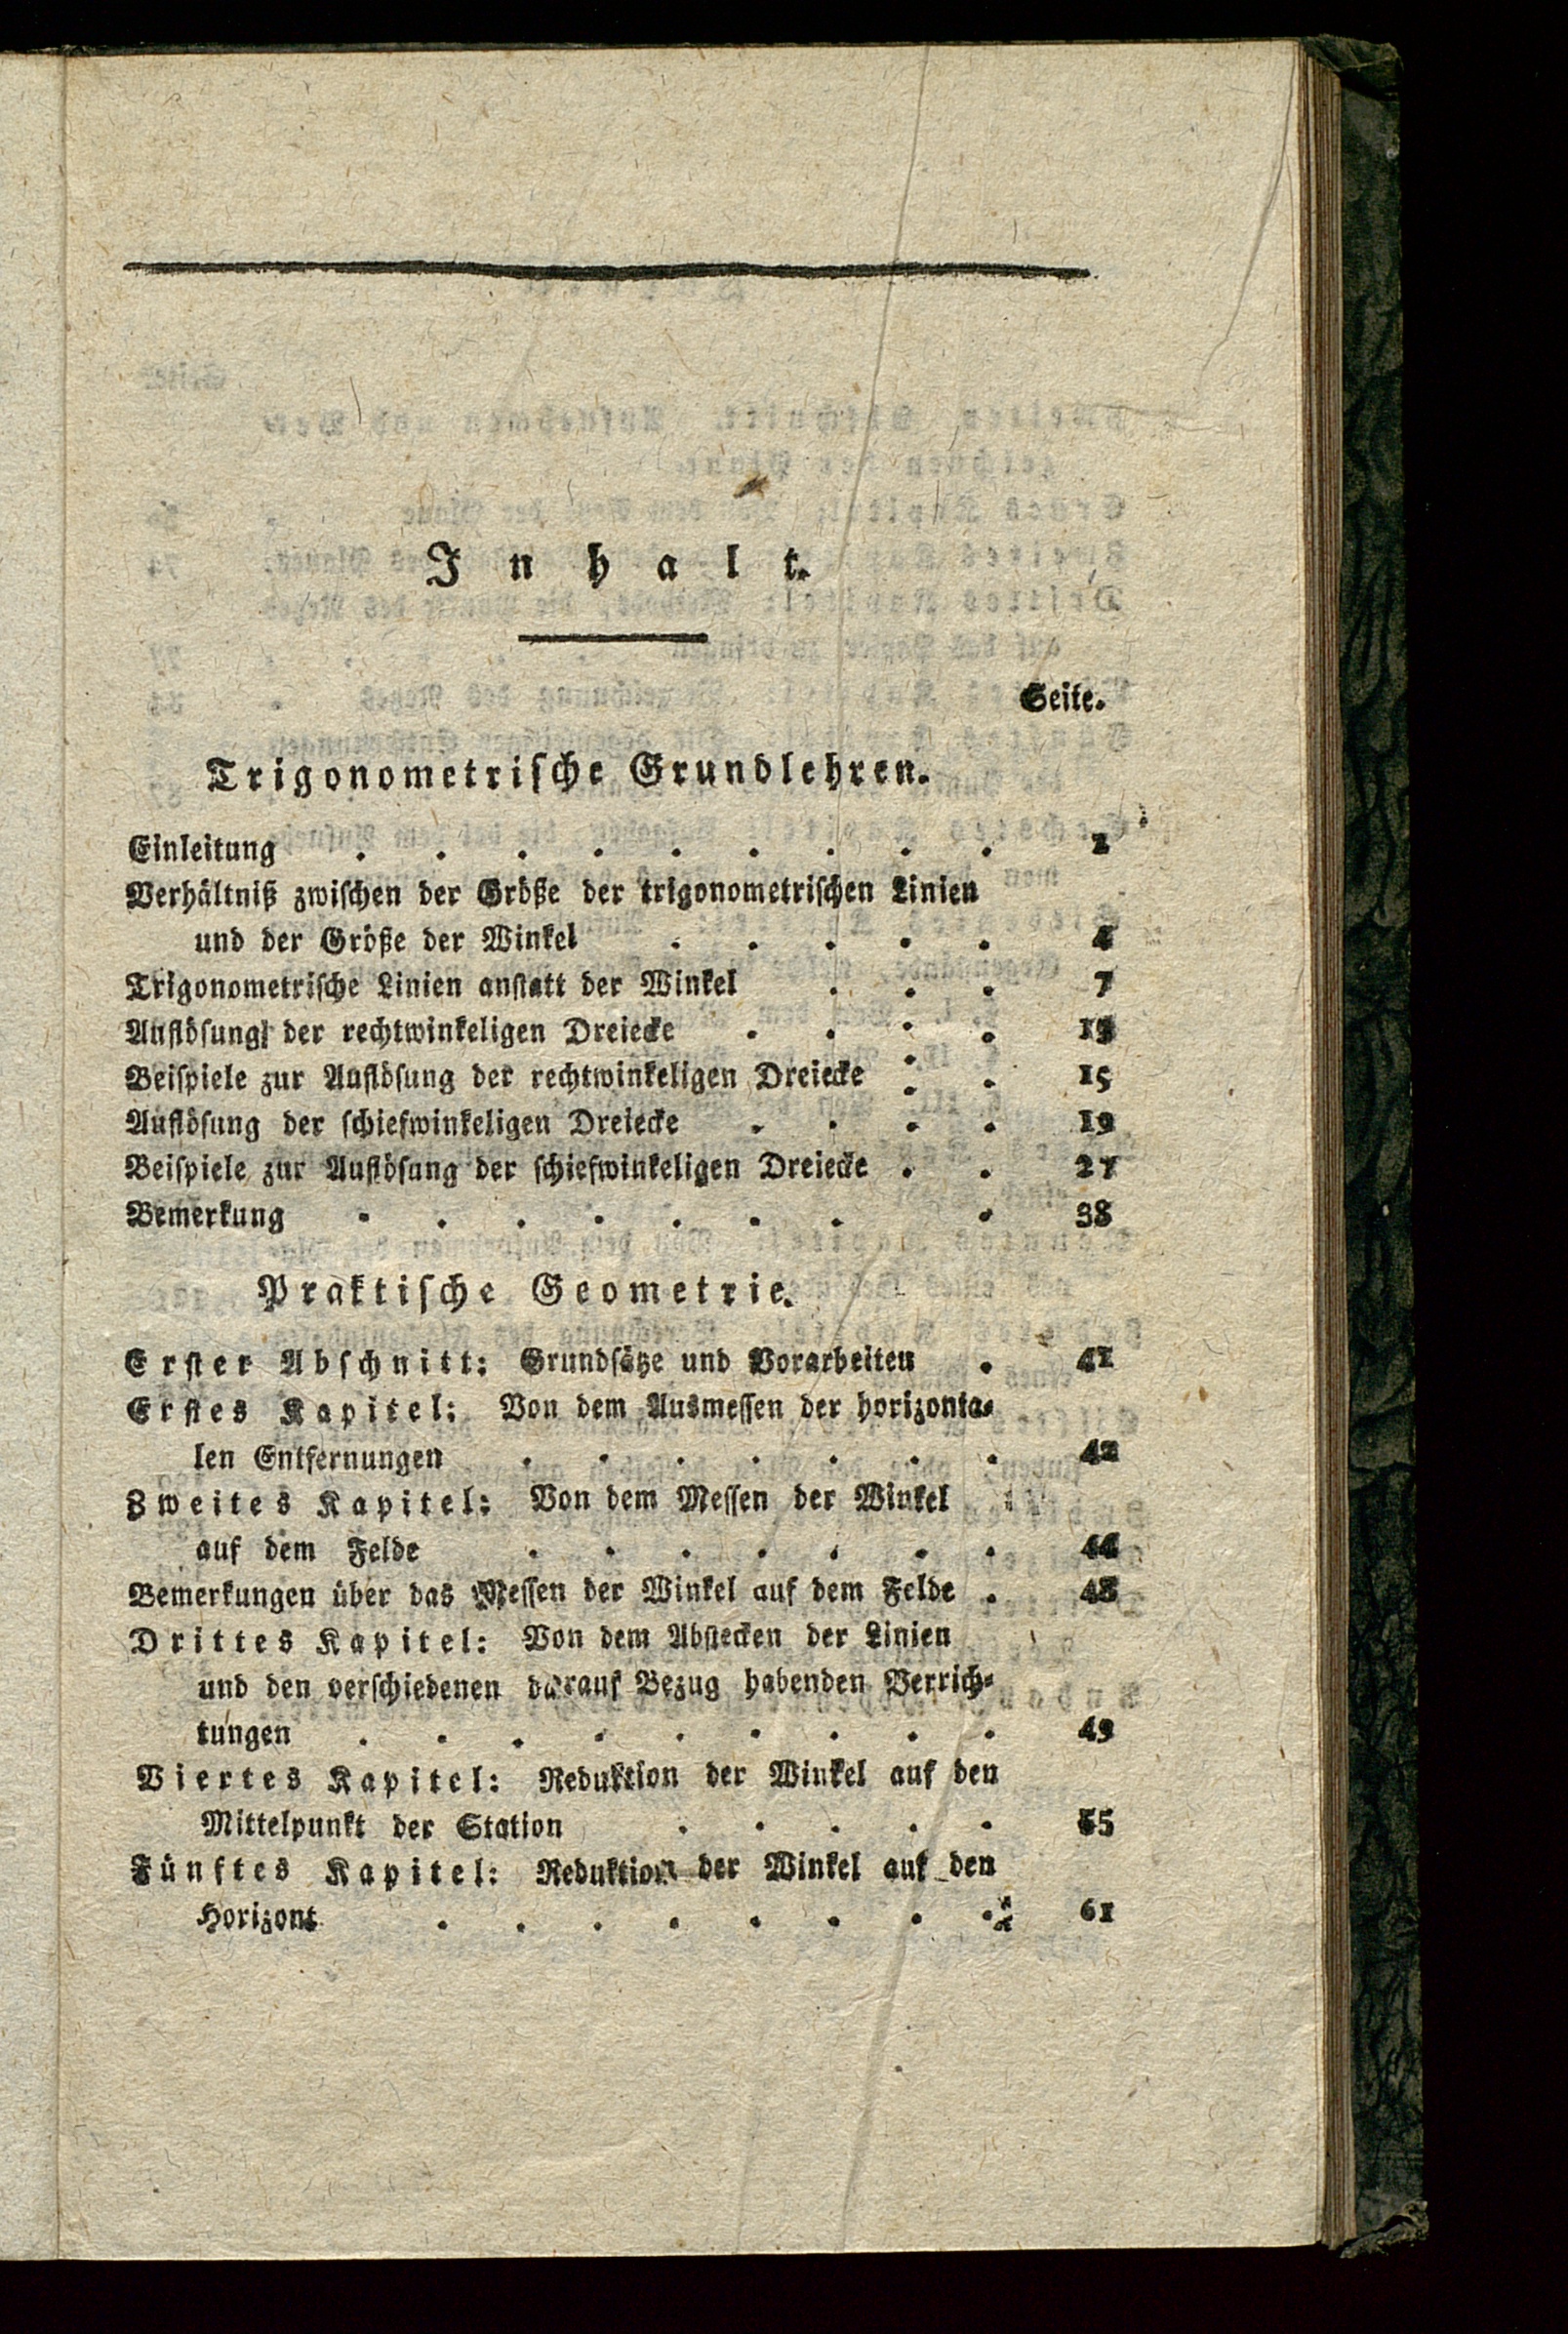 Inhalt.
Seite.
Trigonometrische Grundlehren.
Einleitung . . . . . . . . .
Verhältniß zwischen der Größe der trigonometrischen Linien
und der Größe der Winkel . . . . . 4
Trigonometrische Linien anstatt der Winkel . . . 7
Auflösung der rechtwinkeligen Dreiecke . . . .
Beispiele zur Auflösung der rechtwinkeligen Dreiecke . . 15
Auflösung der schiefwinkeligen Dreiecke . . . . 19
Beispiele zur Auflösung der schiefwinkeligen Dreiecke . . 27
Bemerkung . . . . . . . . 38
Praktische Geometrie.
Erster Abschnitt: Grundsätze und Vorarbeiten . 41
Erstes Kapitel: Von dem Ausmessen der horizonta-
len Entfernungen . . . . . . . 42
Zweites Kapitel: Von dem Messen der Winkel
auf dem Felde . . . . . . . 44
Bemerkungen über das Messen der Winkel auf dem Felde . 48
Drittes Kapitel: Von dem Abstecken der Linien
und den verschiedenen darauf Bezug habenden Verrich-
tungen . . . . . . . . . 49
Viertes Kapitel: Reduktion der Winkel auf den
Mittelpunkt der Station . . . . . 55
Fünftes Kapitel: Reduktion der Winkel auf den
Horizont . . . . . . . . 61